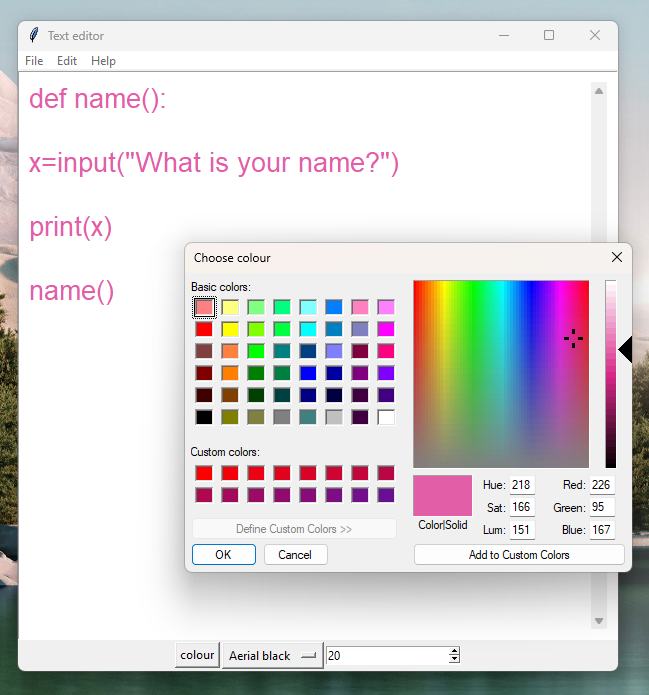 Text editor
File Edit Help
def name():
x=input("What is your name?")
print(x)
name()
Choose colour
Basic colors:
Custom colors:
Define Custom Colors >>
OK Cancel
Color|Solid
Hue: 218 Red: 226
Sat: 166 Green: 95
Lum: 151 Blue: 167
Add to Custom Colors
colour Aerial black 20